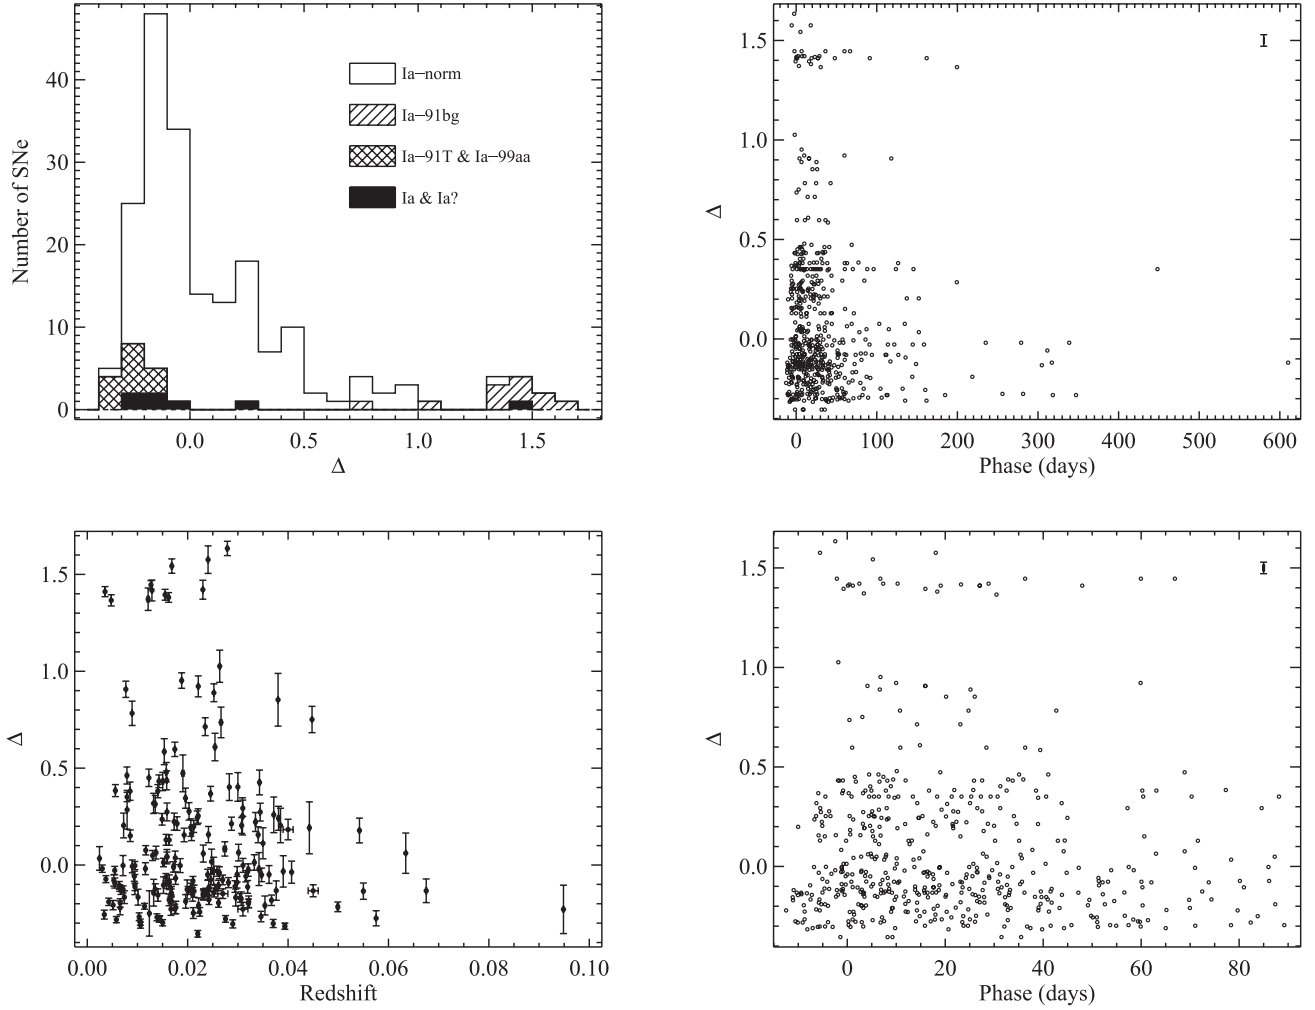 40
30
20
10
0
Number of SNe
Ia−norm
Ia−91bg
Ia−91T & Ia−99aa
Ia & Ia?
0.0 0.5 1.0 1.5
Δ
1.5
1.0
0.5
0.0
Δ
0 100 200 300 400 500 600
Phase (days)
1.5
1.0
0.5
0.0
Δ
0.00 0.02 0.04 0.06 0.08 0.10
Redshift
1.5
1.0
0.5
0.0
Δ
0 20 40 60 80
Phase (days)